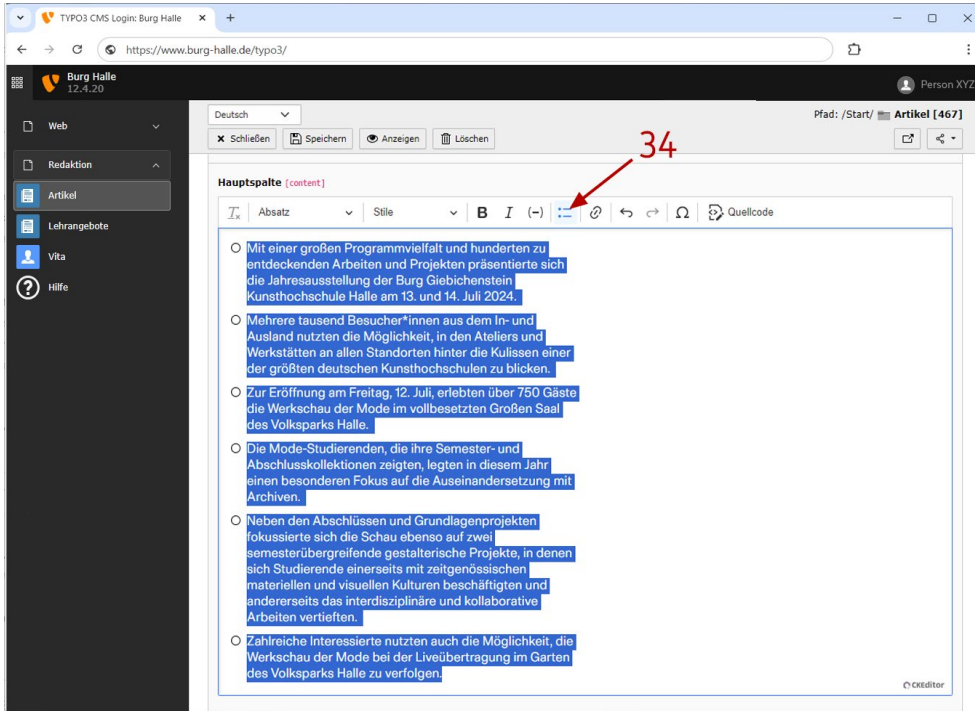 TYPO3 CMS Login: Burg Halle
https://www.burg-halle.de/typo3/
Burg Halle
12.4.20
Person XYZ
Web
Redaktion
Artikel
Lehrangebote
Vita
Hilfe
Deutsch
Pfad: /Start/ Artikel [467]
Schließen Speichern Anzeigen Löschen
34
Hauptspalte [content]
Absatz Stile B I (-) Ω Quellcode
Mit einer großen Programmvielfalt und hunderten zu
entdeckenden Arbeiten und Projekten präsentierte sich
die Jahresausstellung der Burg Giebichenstein
Kunsthochschule Halle am 13. und 14. Juli 2024.
Mehrere tausend Besucher*innen aus dem In- und
Ausland nutzten die Möglichkeit, in den Ateliers und
Werkstätten an allen Standorten hinter die Kulissen einer
der größten deutschen Kunsthochschulen zu blicken.
Zur Eröffnung am Freitag, 12. Juli, erlebten über 750 Gäste
die Werkschau der Mode im vollbesetzten Großen Saal
des Volksparks Halle.
Die Mode-Studierenden, die ihre Semester- und
Abschlusskollektionen zeigten, legten in diesem Jahr
einen besonderen Fokus auf die Auseinandersetzung mit
Archiven.
Neben den Abschlüssen und Grundlagenprojekten
fokussierte sich die Schau ebenso auf zwei
semesterübergreifende gestalterische Projekte, in denen
sich Studierende einerseits mit zeitgenössischen
materiellen und visuellen Kulturen beschäftigten und
andererseits das interdisziplinäre und kollaborative
Arbeiten vertieften.
Zahlreiche Interessierte nutzten auch die Möglichkeit, die
Werkschau der Mode bei der Liveübertragung im Garten
des Volksparks Halle zu verfolgen.
CKEditor